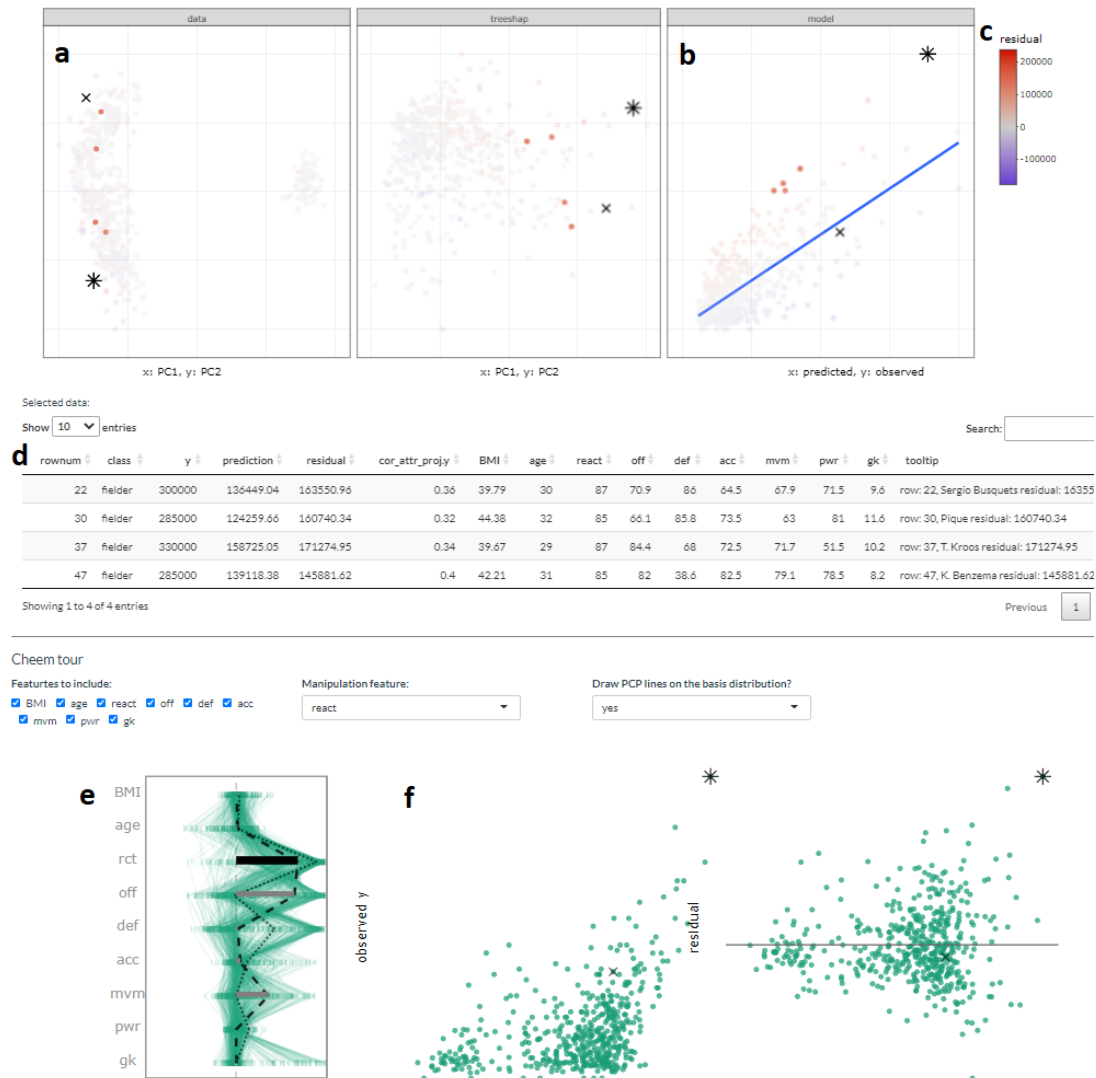 data treeshap model
a b c residual
200000
100000
0
-100000
x: PC1, y: PC2 x: PC1, y: PC2 x: predicted, y: observed
Selected data:
Show 10 entries Search:
d rownum class y prediction residual cor_attr_proj.y BMI age react off def acc mvm pwr gk tooltip
22 fielder 300000 136449.04 163550.96 0.36 39.79 30 87 70.9 86 64.5 67.9 71.5 9.6 row: 22, Sergio Busquets residual: 16355
30 fielder 285000 124259.66 160740.34 0.32 44.38 32 85 66.1 85.8 73.5 63 81 11.6 row: 30, Pique residual: 160740.34
37 fielder 330000 158725.05 171274.95 0.34 39.67 29 87 84.4 68 72.5 71.7 51.5 10.2 row: 37, T. Kroos residual: 171274.95
47 fielder 285000 139118.38 145881.62 0.4 42.21 31 85 82 38.6 82.5 79.1 78.5 8.2 row: 47, K. Benzema residual: 145881.62
Showing 1 to 4 of 4 entries Previous 1
Cheem tour
Featurtes to include: Manipulation feature: Draw PCP lines on the basis distribution?
BMI age react off def acc react yes
mvm pwr gk
e f
BMI
age
rct
off
def
acc
mvm
pwr
gk
observed y
residual